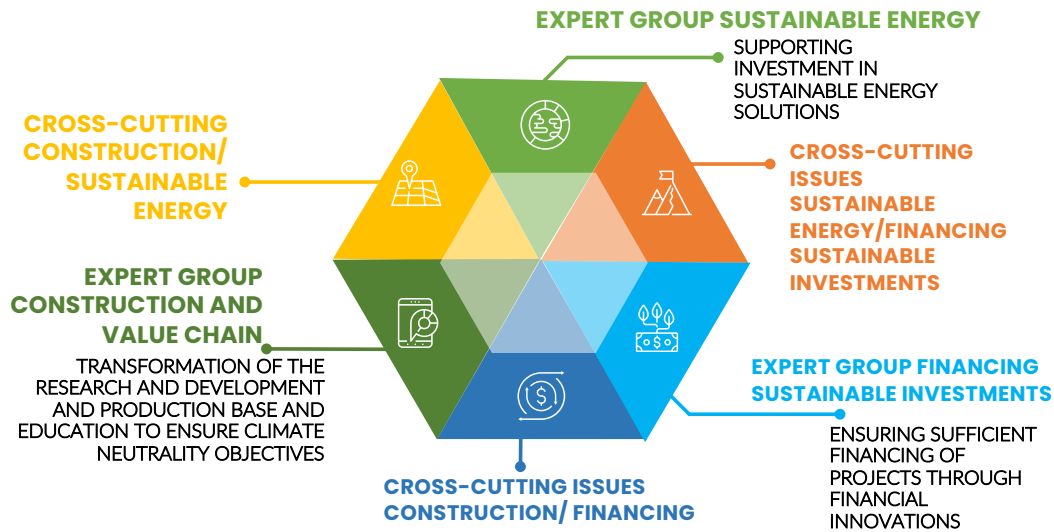 EXPERT GROUP SUSTAINABLE ENERGY
SUPPORTING
INVESTMENT IN
SUSTAINABLE ENERGY
SOLUTIONS
CROSS-CUTTING
CONSTRUCTION/
SUSTAINABLE
ENERGY
CROSS-CUTTING
ISSUES
SUSTAINABLE
ENERGY/FINANCING
SUSTAINABLE
INVESTMENTS
EXPERT GROUP
CONSTRUCTION AND
VALUE CHAIN
TRANSFORMATION OF THE
RESEARCH AND DEVELOPMENT
AND PRODUCTION BASE AND
EDUCATION TO ENSURE CLIMATE
NEUTRALITY OBJECTIVES
EXPERT GROUP FINANCING
SUSTAINABLE INVESTMENTS
ENSURING SUFFICIENT
FINANCING OF
PROJECTS THROUGH
FINANCIAL
INNOVATIONS
CROSS-CUTTING ISSUES
CONSTRUCTION/ FINANCING